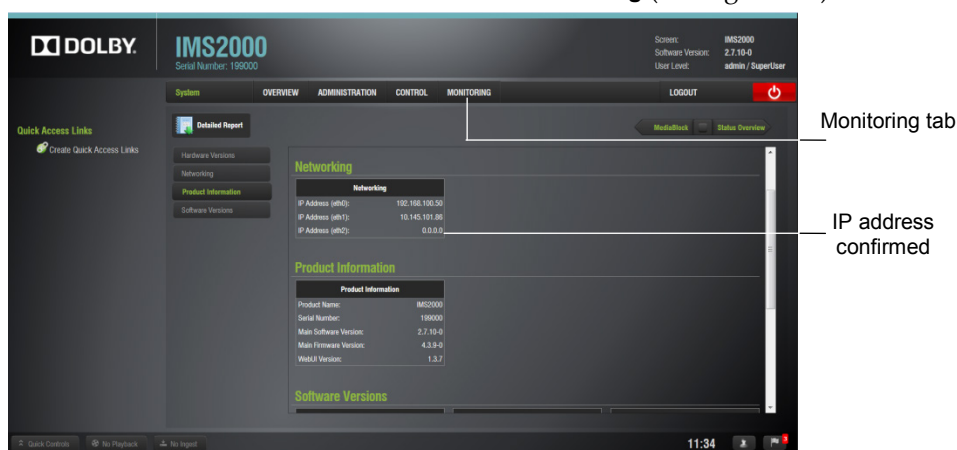 DOLBY.
IMS2000
Serial Number: 199000
Screen: IMS2000
Software Version: 2.7.10-0
User Level: admin / SuperUser
System OVERVIEW ADMINISTRATION CONTROL MONITORING LOGOUT
Monitoring tab
Detailed Report
MediaBlock Status Overview
Quick Access Links
Create Quick Access Links
Hardware Versions
Networking
Product Information
Software Versions
Networking
Networking
IP Address (eth0): 192.168.100.50
IP Address (eth1): 10.145.101.86
IP Address (eth2): 0.0.0.0
IP address
confirmed
Product Information
Product Information
Product Name: IMS2000
Serial Number: 199000
Main Software Version: 2.7.10-0
Main Firmware Version: 4.3.9-0
WebUI Version: 1.3.7
Software Versions
Quick Controls No Playback No Ingest 11:34 3